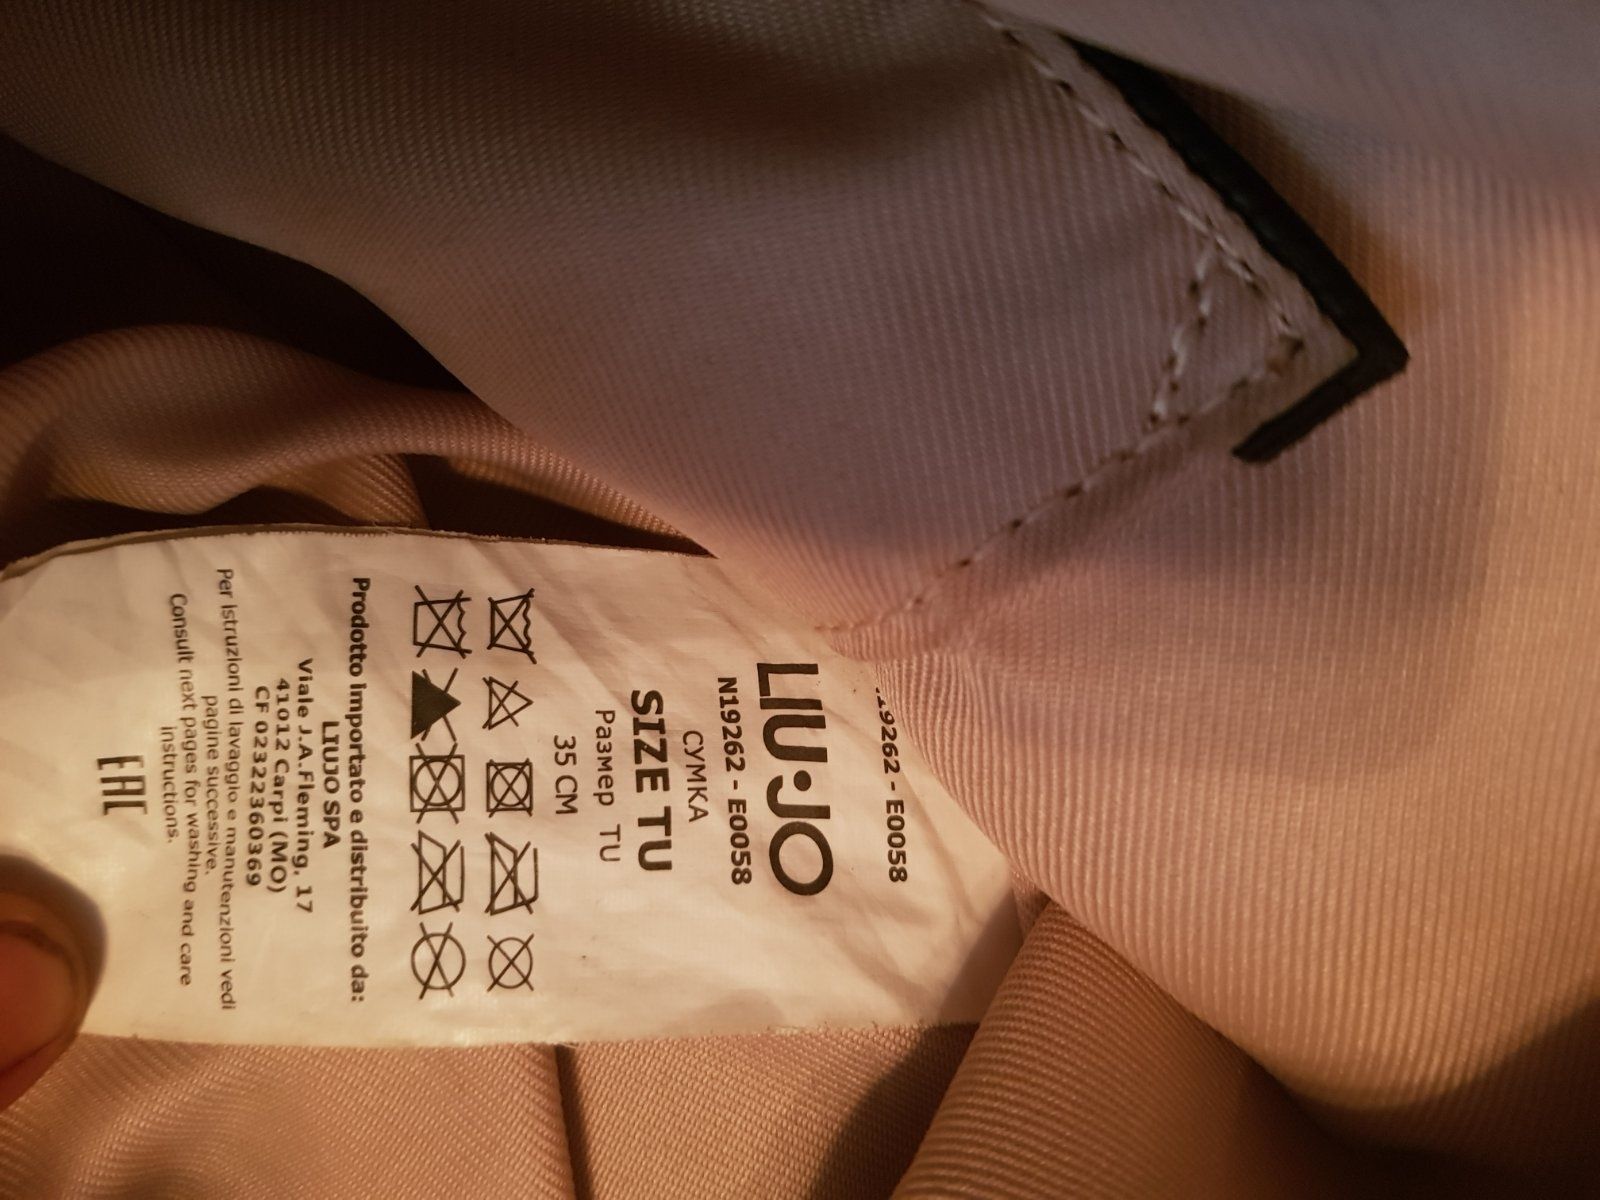 19262 - E0058
LIU•JO
N19262 - E0058
СУМКА
SIZE TU
Размер TU
35 CM
Prodotto Importato e distribuito da:
LIUJO SPA
Viale J.A.Fleming, 17
41012 Carpi (MO)
CF 02322360369
Per istruzioni di lavaggio e manutenzioni vedi
pagine successive.
Consult next pages for washing and care
instructions.
EAC